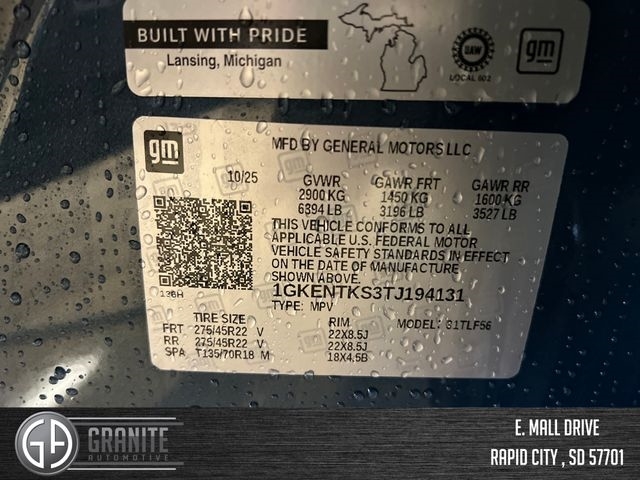 BUILT WITH PRIDE
Lansing, Michigan
UAW
LOCAL 602
gm
gm
MFD BY GENERAL MOTORS LLC
10/25
GVWR GAWR FRT GAWR RR
2900 KG 1450 KG 1600 KG
6394 LB 3196 LB 3527 LB
THIS VEHICLE CONFORMS TO ALL
APPLICABLE U.S. FEDERAL MOTOR
VEHICLE SAFETY STANDARDS IN EFFECT
ON THE DATE OF MANUFACTURE
SHOWN ABOVE.
1GKENTKS3TJ194131
TYPE: MPV
TIRE SIZE RIM MODEL:
FRT 275/45R22 V 22X8.5J
RR 275/45R22 V 22X8.5J
SPA T135/70R18 M 18X4.5B
GA GRANITE
AUTOMOTIVE
E. MALL DRIVE
RAPID CITY , SD 57701